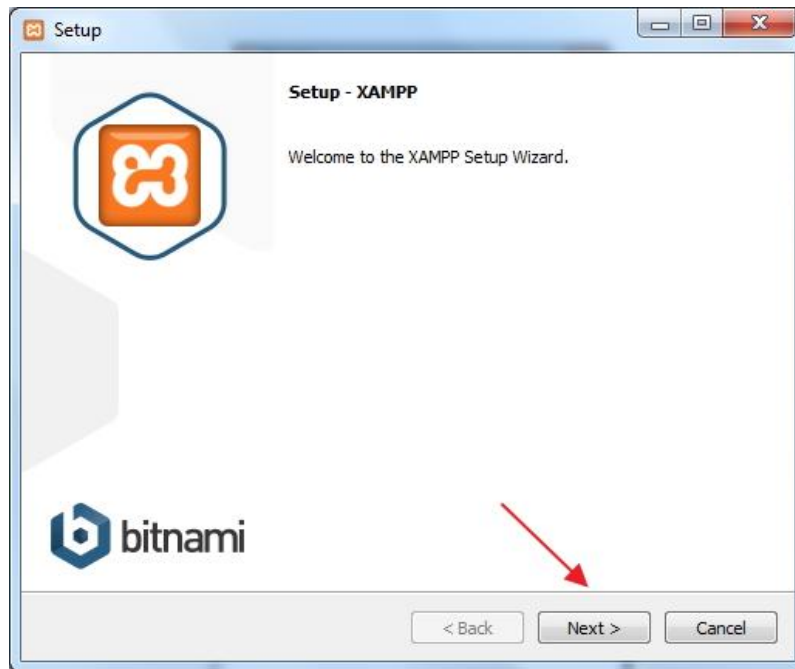 Setup
Setup - XAMPP
Welcome to the XAMPP Setup Wizard.
bitnami
< Back
Next >
Cancel